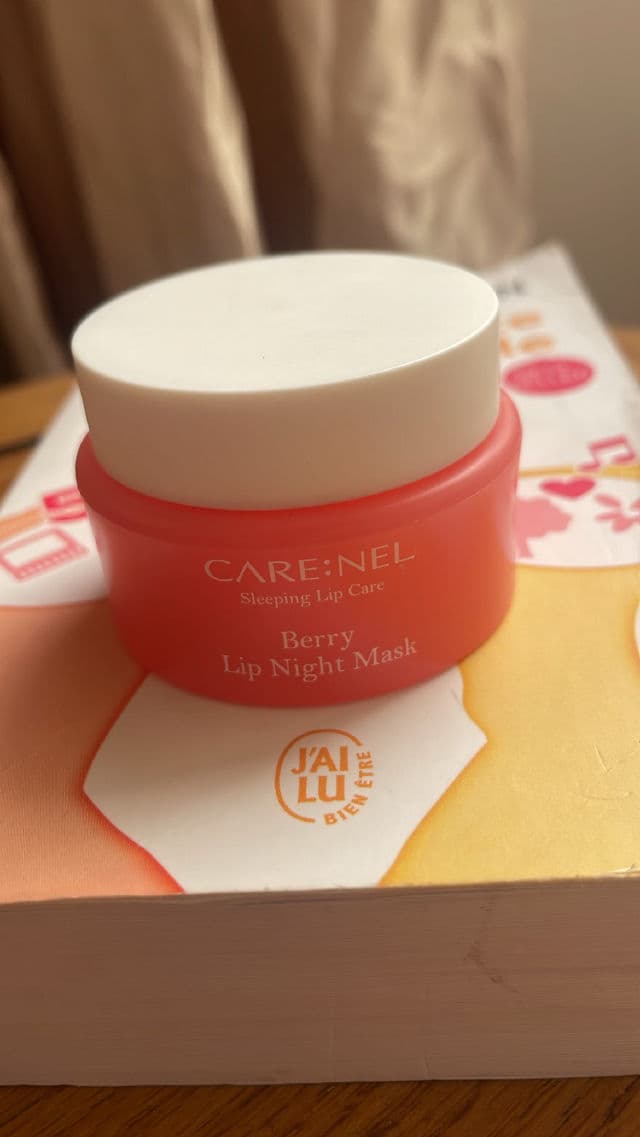 CARE:NEL
Sleeping Lip Care
Berry
Lip Night Mask
J'AI
LU
BIEN ÊTRE